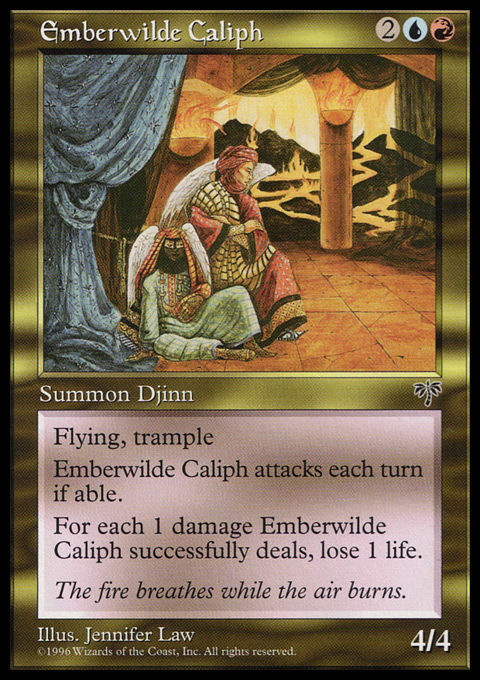 Emberwilde Caliph 2
Summon Djinn
Flying, trample
Emberwilde Caliph attacks each turn
if able.
For each 1 damage Emberwilde
Caliph successfully deals, lose 1 life.
The fire breathes while the air burns.
Illus. Jennifer Law
4/4
©1996 Wizards of the Coast, Inc. All rights reserved.